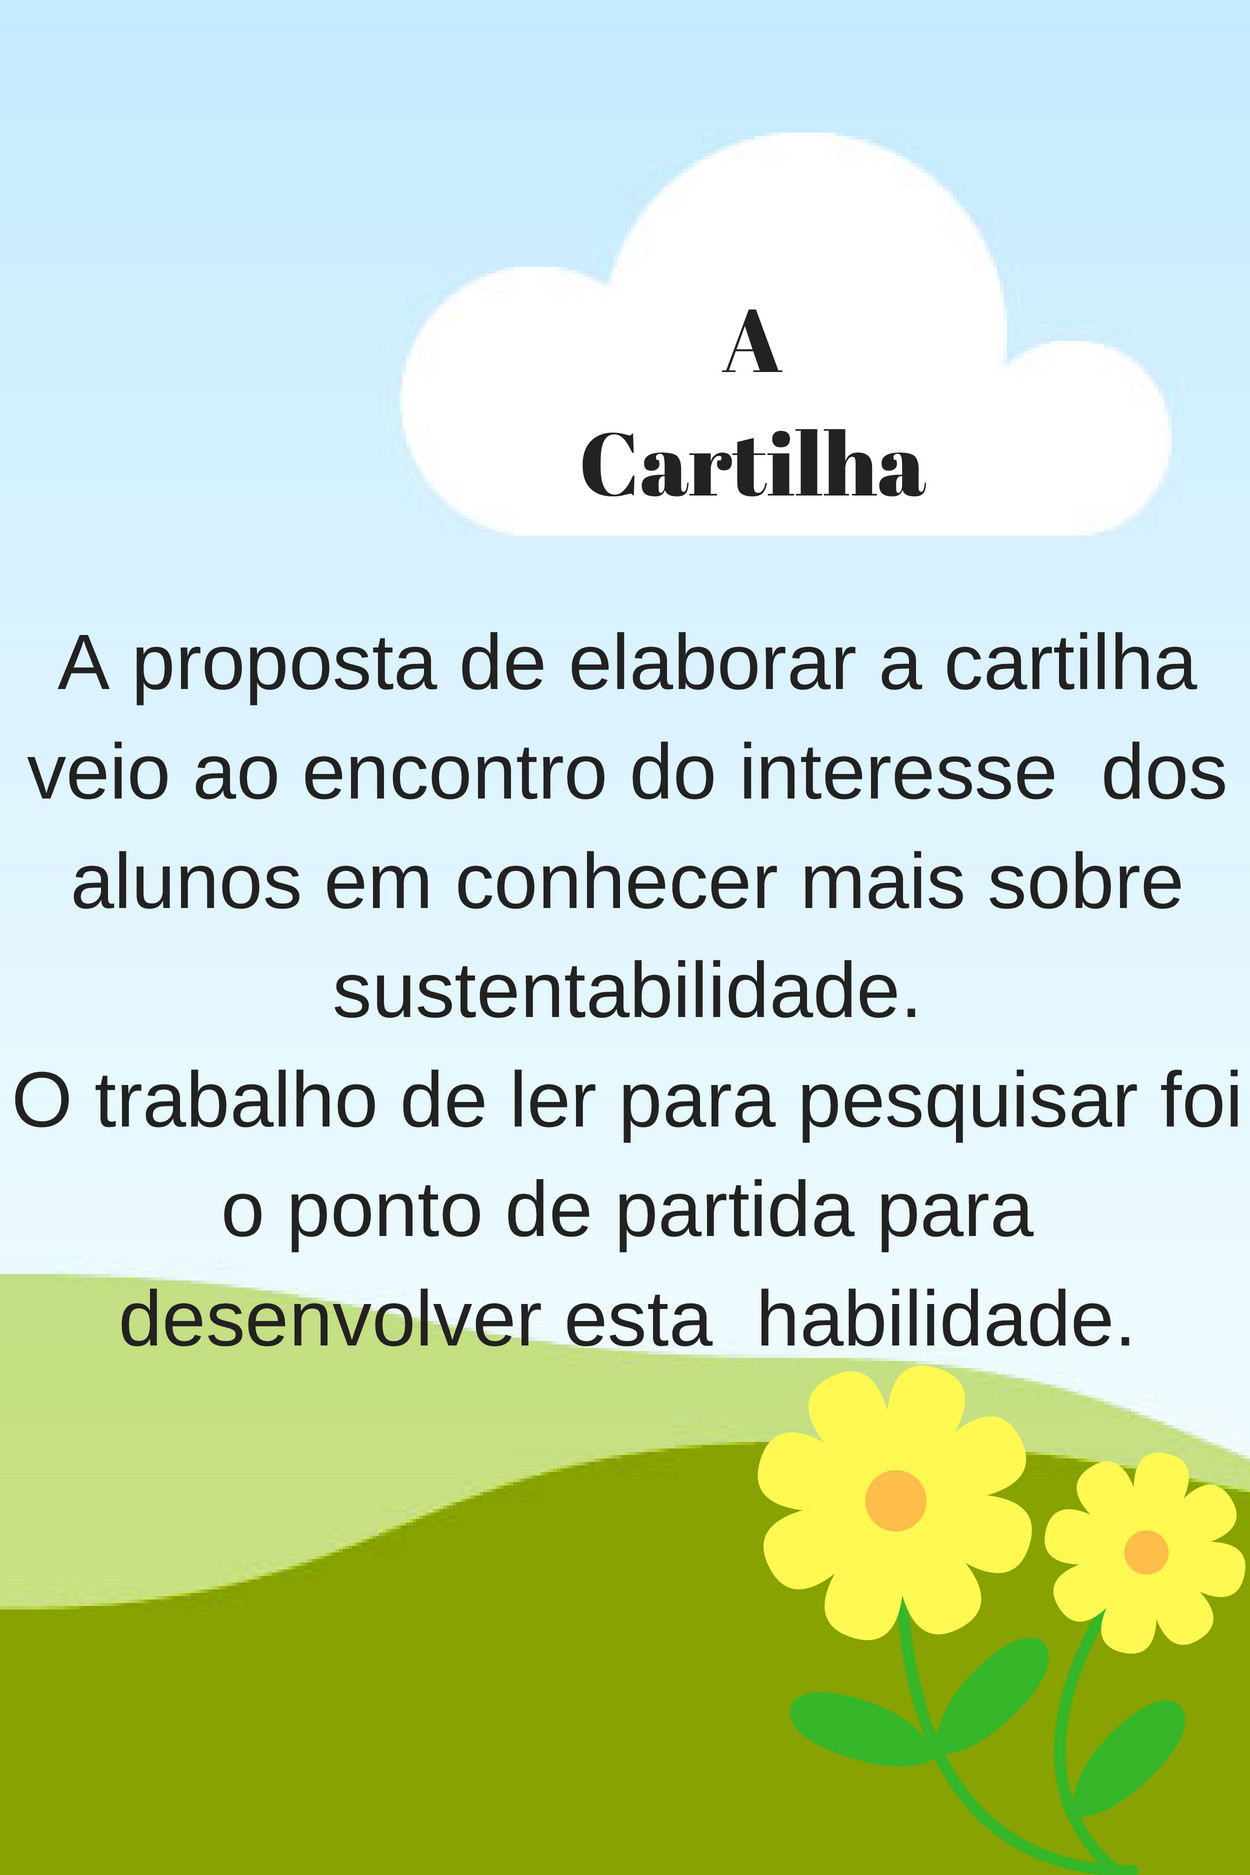 A
Cartilha
A proposta de elaborar a cartilha
veio ao encontro do interesse  dos
alunos em conhecer mais sobre
sustentabilidade.
O trabalho de ler para pesquisar foi
o ponto de partida para
desenvolver esta  habilidade.